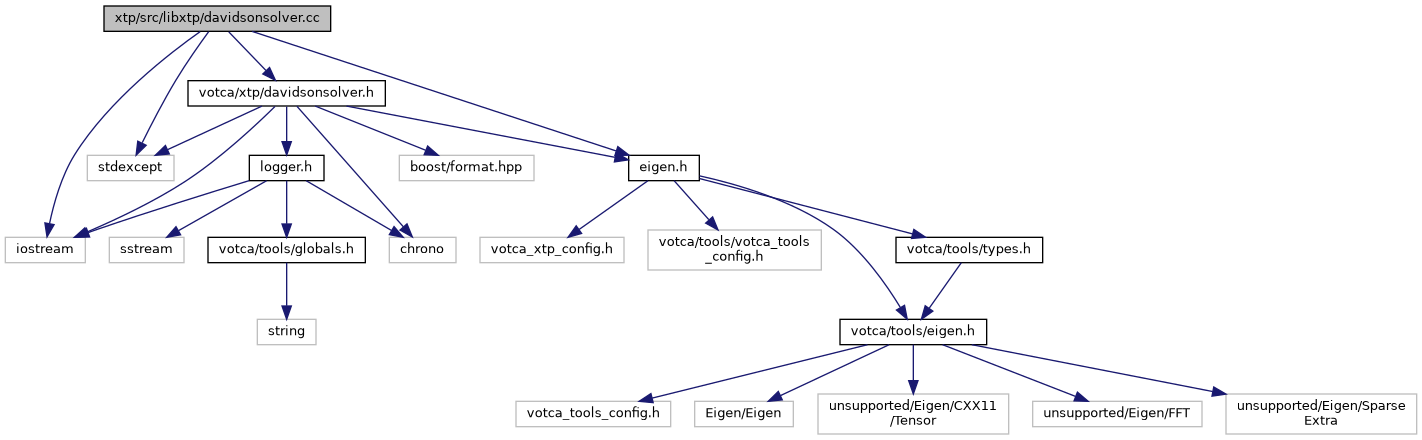 xtp/src/libxtp/davidsonsolver.cc
votca/xtp/davidsonsolver.h
stdexcept
logger.h
boost/format.hpp
eigen.h
iostream
sstream
votca/tools/globals.h
chrono
votca_xtp_config.h
votca/tools/votca_tools
_config.h
votca/tools/types.h
string
votca/tools/eigen.h
votca_tools_config.h
Eigen/Eigen
unsupported/Eigen/CXX11
/Tensor
unsupported/Eigen/FFT
unsupported/Eigen/Sparse
Extra